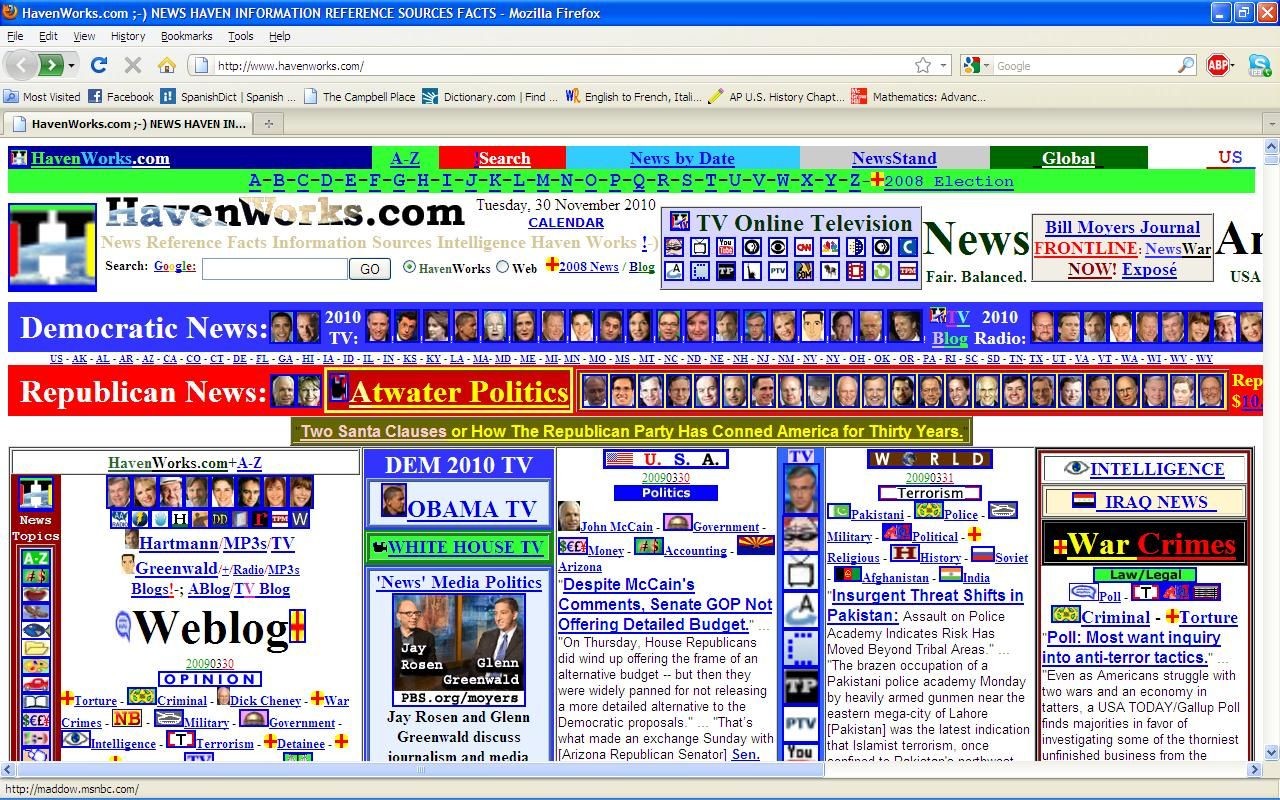 HavenWorks.com ;-) NEWS HAVEN INFORMATION REFERENCE SOURCES FACTS - Mozilla Firefox
File Edit View History Bookmarks Tools Help
http://www.havenworks.com/
Google
ABP
Most Visited Facebook SpanishDict | Spanish ... The Campbell Place Dictionary.com | Find ... English to French, Itali... AP U.S. History Chapt... Mathematics: Advanc...
HavenWorks.com ;-) NEWS HAVEN IN...
HavenWorks.com A-Z !Search News by Date NewsStand Global US
A-B-C-D-E-F-G-H-I-J-K-L-M-N-O-P-Q-R-S-T-U-V-W-X-Y-Z-2008 Election
HavenWorks.com
Tuesday, 30 November 2010
CALENDAR
News Reference Facts Information Sources Intelligence Haven Works !-)
Search: Google: GO HavenWorks Web 2008 News / Blog
TV Online Television
News
Fair. Balanced.
Bill Moyers Journal
FRONTLINE: NewsWar
NOW! Exposé
An
USA
Democratic News: 2010 TV: TV Blog 2010 Radio:
US - AK - AL - AR - AZ - CA - CO - CT - DE - FL - GA - HI - IA - ID - IL - IN - KS - KY - LA - MA- MD - ME - MI- MN - MO - MS - MT - NC - ND - NE - NH - NJ - NM - NV - NY - OH - OK - OR - PA - RI - SC - SD - TN- TX - UT - VA - VT - WA - WI - WV - WY
Republican News: Atwater Politics Rep
$10.
"Two Santa Clauses or How The Republican Party Has Conned America for Thirty Years."
HavenWorks.com+A-Z
News
Topics
A-Z
Hartmann/MP3s/TV
Greenwald/+/Radio/MP3s
Blogs!-; ABlog/TV Blog
Weblog
20090330
OPINION
Torture - Criminal - Dick Cheney - War
Crimes - NB Military - Government -
Intelligence - T Terrorism - Detainee -
DEM 2010 TV
OBAMA TV
WHITE HOUSE TV
'News' Media Politics
Jay
Rosen
Glenn
Greenwald
PBS.org/moyers
Jay Rosen and Glenn
Greenwald discuss
journalism and media
U. S. A.
20090330
Politics
John McCain - Government -
$€£¥Money - #$Accounting -
Arizona
"Despite McCain's
Comments, Senate GOP Not
Offering Detailed Budget." ...
"On Thursday, House Republicans
did wind up offering the frame of an
alternative budget -- but then they
were widely panned for not releasing
a more detailed alternative to the
Democratic proposals." ... "That's
what made an exchange Sunday with
[Arizona Republican Senator] Sen.
TV
TP
PTV
You
WORLD
20090331
Terrorism
Pakistani - Police -
Military - Political -
Religious - H History - Soviet
- Afghanistan - India
"Insurgent Threat Shifts in
Pakistan: Assault on Police
Academy Indicates Risk Has
Moved Beyond Tribal Areas." ...
"The brazen occupation of a
Pakistani police academy Monday
by heavily armed gunmen near the
eastern mega-city of Lahore
[Pakistan] was the latest indication
that Islamist terrorism, once
confined to Pakistan's northwest
INTELLIGENCE
IRAQ NEWS
War Crimes
Law/Legal
Poll - T -
Criminal - Torture
"Poll: Most want inquiry
into anti-terror tactics." ...
"Even as Americans struggle with
two wars and an economy in
tatters, a USA TODAY/Gallup Poll
finds majorities in favor of
investigating some of the thorniest
unfinished business from the
http://maddow.msnbc.com/